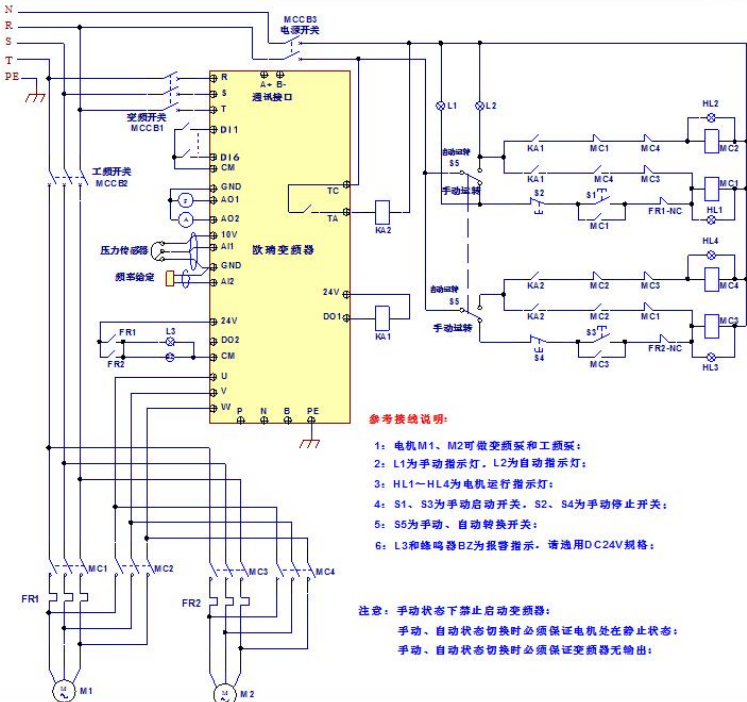 N
R
S
T
PE
MCCB3
电源开关
R
S
T
A+ B-
通讯接口
变频开关
MCCB1
DI1
DI6
CM
工频开关
MCCB2
GND
AO1
AO2
10V
AI1
GND
AI2
F
A
压力传感器
频率给定
欧瑞变频器
TC
TA
KA2
24V
DO1
KA1
24V
DO2
CM
U
V
W
FR1
FR2
L3
P N B PE
L1
L2
自动运转
S5
手动运转
KA1 MC1 MC4
HL2
MC2
KA1 MC4 MC3
MC1
S2
S1
MC1
FR1-NC
HL1
自动运转
S5
手动运转
HL4
KA2 MC2 MC3
MC4
KA2 MC2 MC1
MC3
S4
S3
MC3
FR2-NC
HL3
参考接线说明:
1: 电机M1、M2可做变频泵和工频泵;
2: L1为手动指示灯, L2为自动指示灯;
3: HL1~HL4为电机运行指示灯;
4: S1、S3为手动启动开关, S2、S4为手动停止开关;
5: S5为手动、自动转换开关;
6: L3和蜂鸣器BZ为报警指示, 请选用DC24V规格;
注意: 手动状态下禁止启动变频器;
手动、自动状态切换时必须保证电机处在静止状态;
手动、自动状态切换时必须保证变频器无输出;
MC1
MC2
MC3
MC4
FR1
FR2
M
M1
M
M2